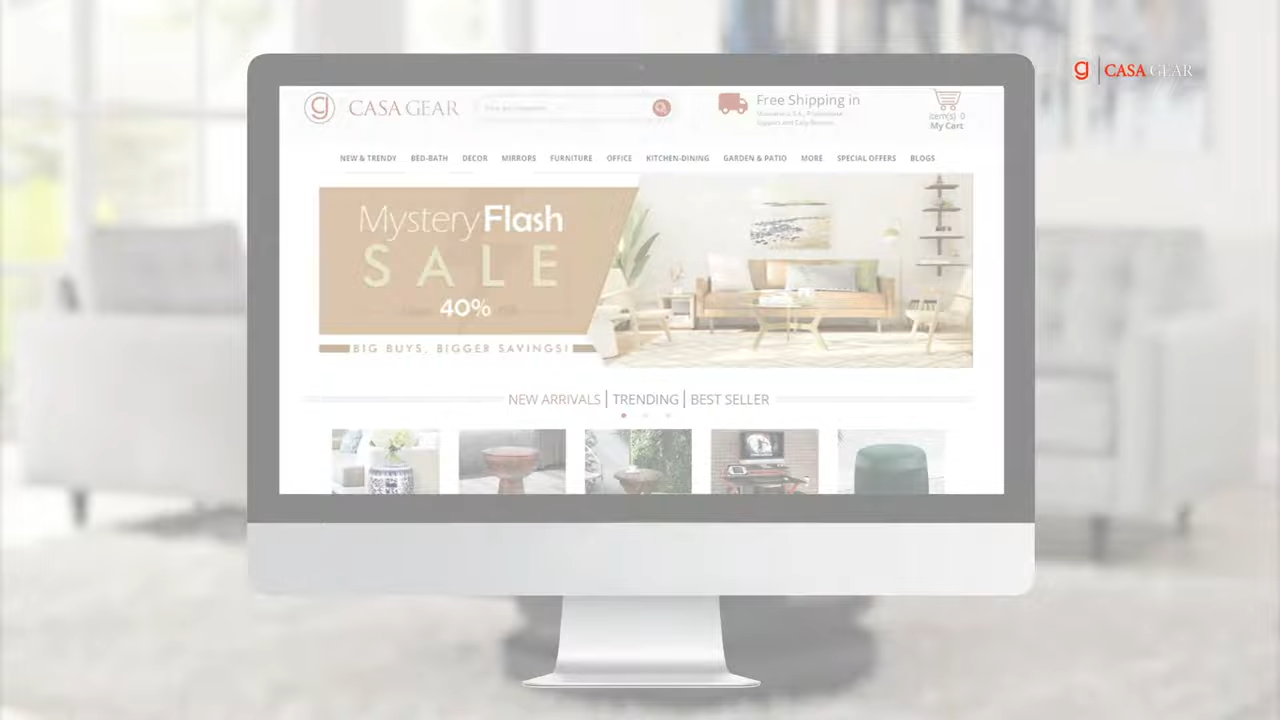 g | CASA GEAR
g CASA GEAR
Free Shipping in
item(s) 0
My Cart
NEW & TRENDY BED-BATH DECOR MIRRORS FURNITURE OFFICE KITCHEN-DINING GARDEN & PATIO MORE SPECIAL OFFERS BLOGS
Mystery Flash
SALE
40%
BIG BUYS, BIGGER SAVINGS!
NEW ARRIVALS | TRENDING | BEST SELLER